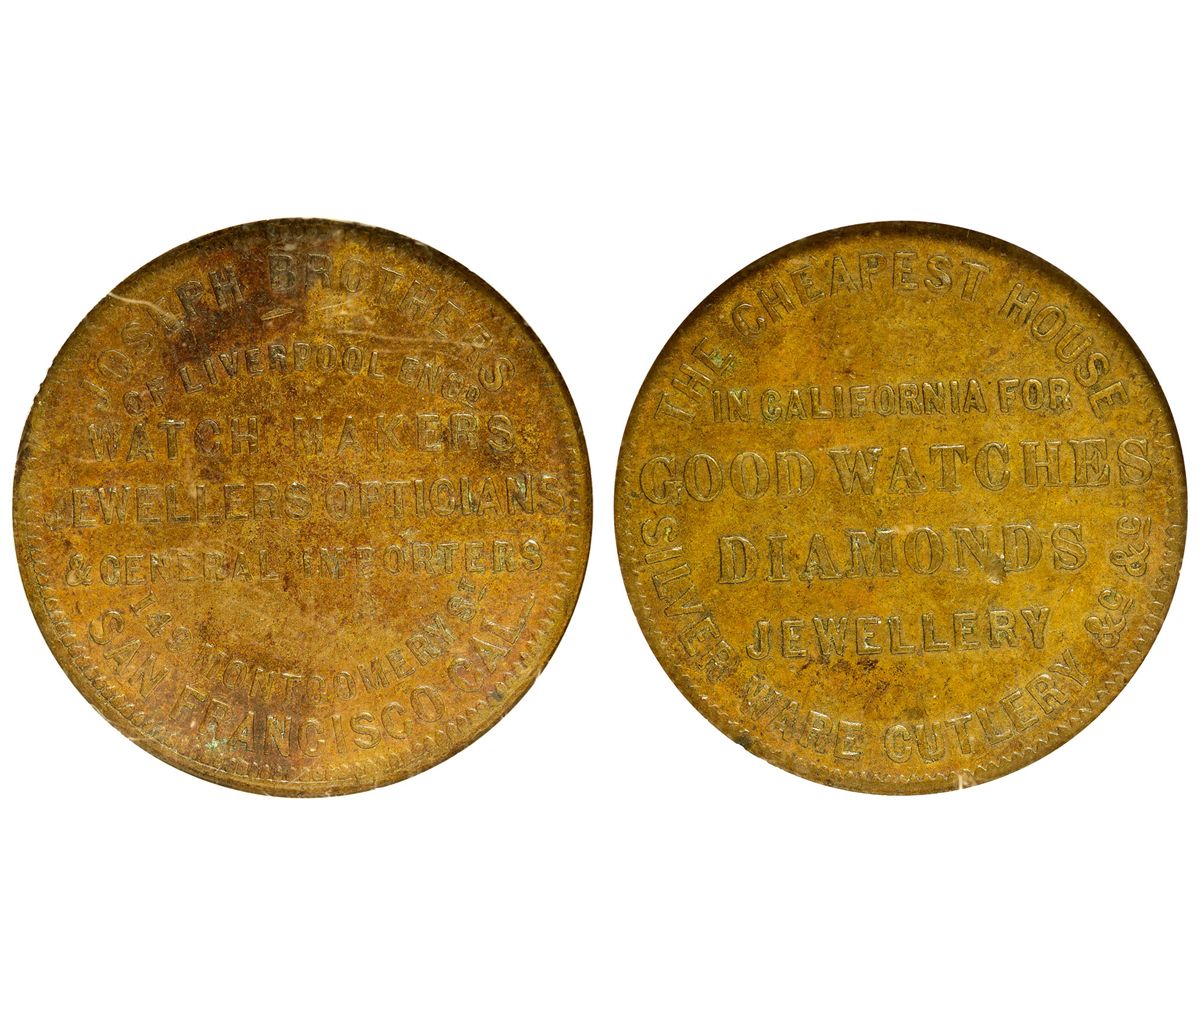 JOSEPH BROTHERS
OF LIVERPOOL ENGD
WATCH MAKERS
JEWELLERS OPTICIANS
& GENERAL IMPORTERS
149 MONTGOMERY ST
SAN FRANCISCO CAL
THE CHEAPEST HOUSE
IN CALIFORNIA FOR
GOOD WATCHES
DIAMONDS
JEWELLERY
SILVER WARE CUTLERY &C &C